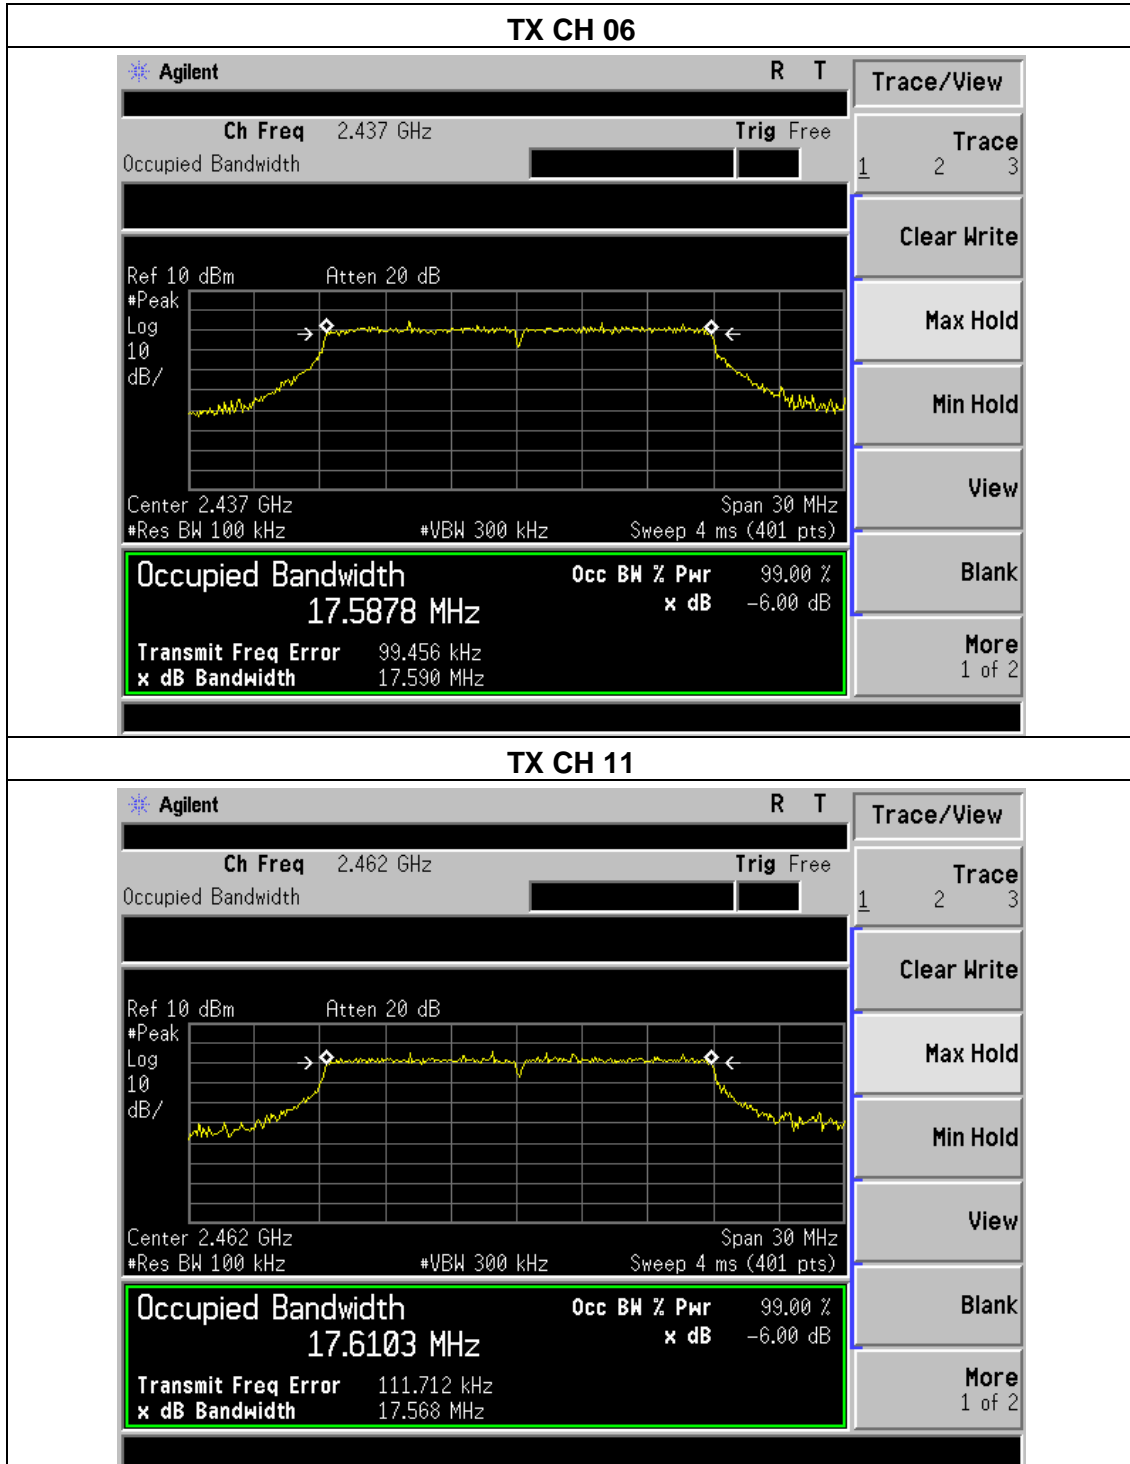 TX CH 06
Agilent R T
Trace/View
Ch Freq 2.437 GHz Trig Free
Occupied Bandwidth
Trace
1 2 3
Clear Write
Ref 10 dBm Atten 20 dB
#Peak
Log
10
dB/
Max Hold
Min Hold
Center 2.437 GHz Span 30 MHz
#Res BW 100 kHz #VBW 300 kHz Sweep 4 ms (401 pts)
View
Occupied Bandwidth Occ BW % Pwr 99.00 %
17.5878 MHz x dB -6.00 dB
Blank
Transmit Freq Error 99.456 kHz
x dB Bandwidth 17.590 MHz
More
1 of 2
TX CH 11
Agilent R T
Trace/View
Ch Freq 2.462 GHz Trig Free
Occupied Bandwidth
Trace
1 2 3
Clear Write
Ref 10 dBm Atten 20 dB
#Peak
Log
10
dB/
Max Hold
Min Hold
Center 2.462 GHz Span 30 MHz
#Res BW 100 kHz #VBW 300 kHz Sweep 4 ms (401 pts)
View
Occupied Bandwidth Occ BW % Pwr 99.00 %
17.6103 MHz x dB -6.00 dB
Blank
Transmit Freq Error 111.712 kHz
x dB Bandwidth 17.568 MHz
More
1 of 2